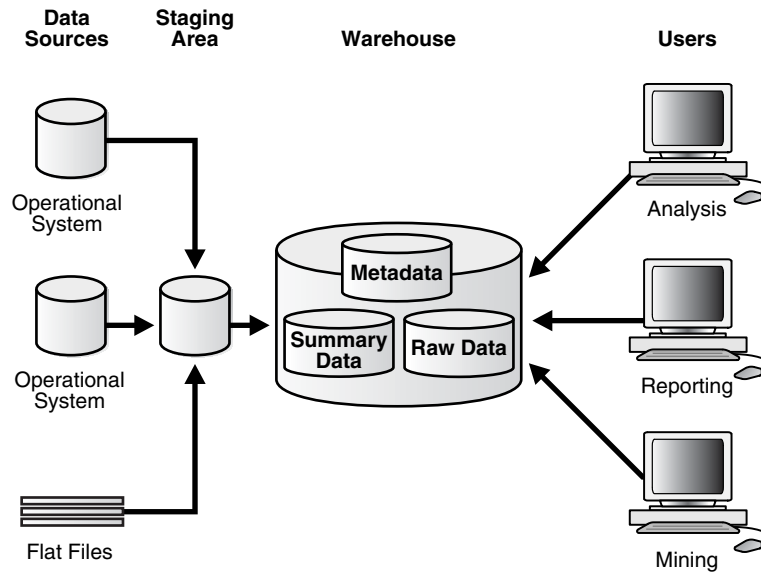 Data
Sources
Staging
Area
Warehouse
Users
Operational
System
Operational
System
Flat Files
Metadata
Summary
Data
Raw Data
Analysis
Reporting
Mining